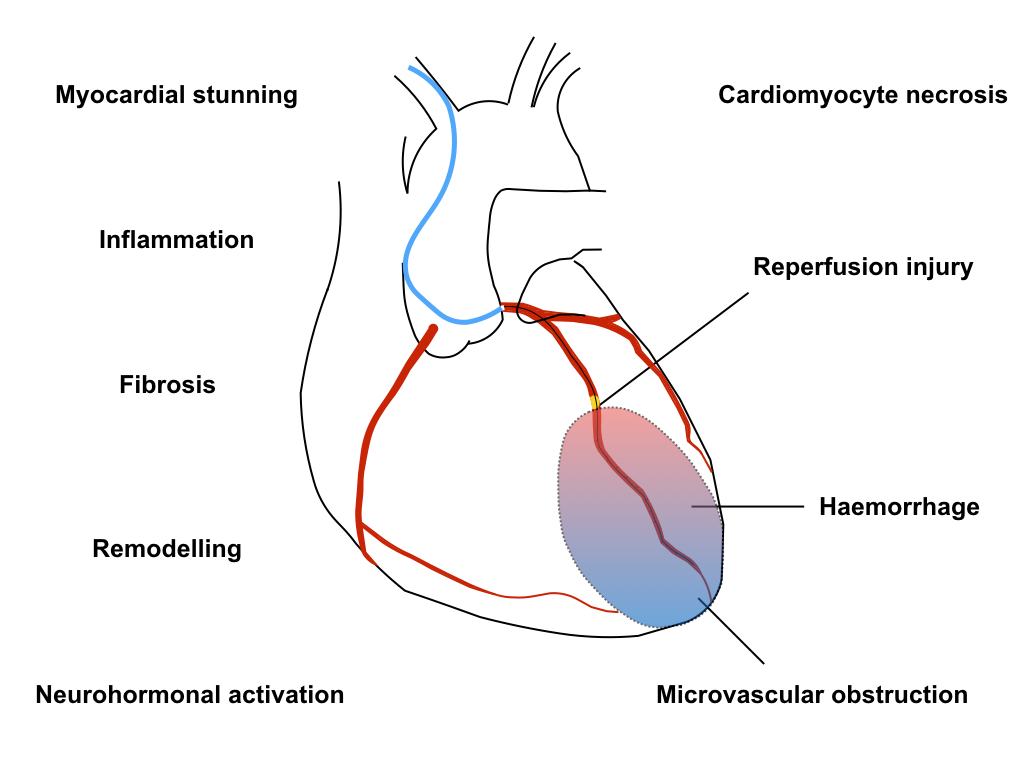 Myocardial stunning
Cardiomyocyte necrosis
Inflammation
Reperfusion injury
Fibrosis
Haemorrhage
Remodelling
Neurohormonal activation
Microvascular obstruction